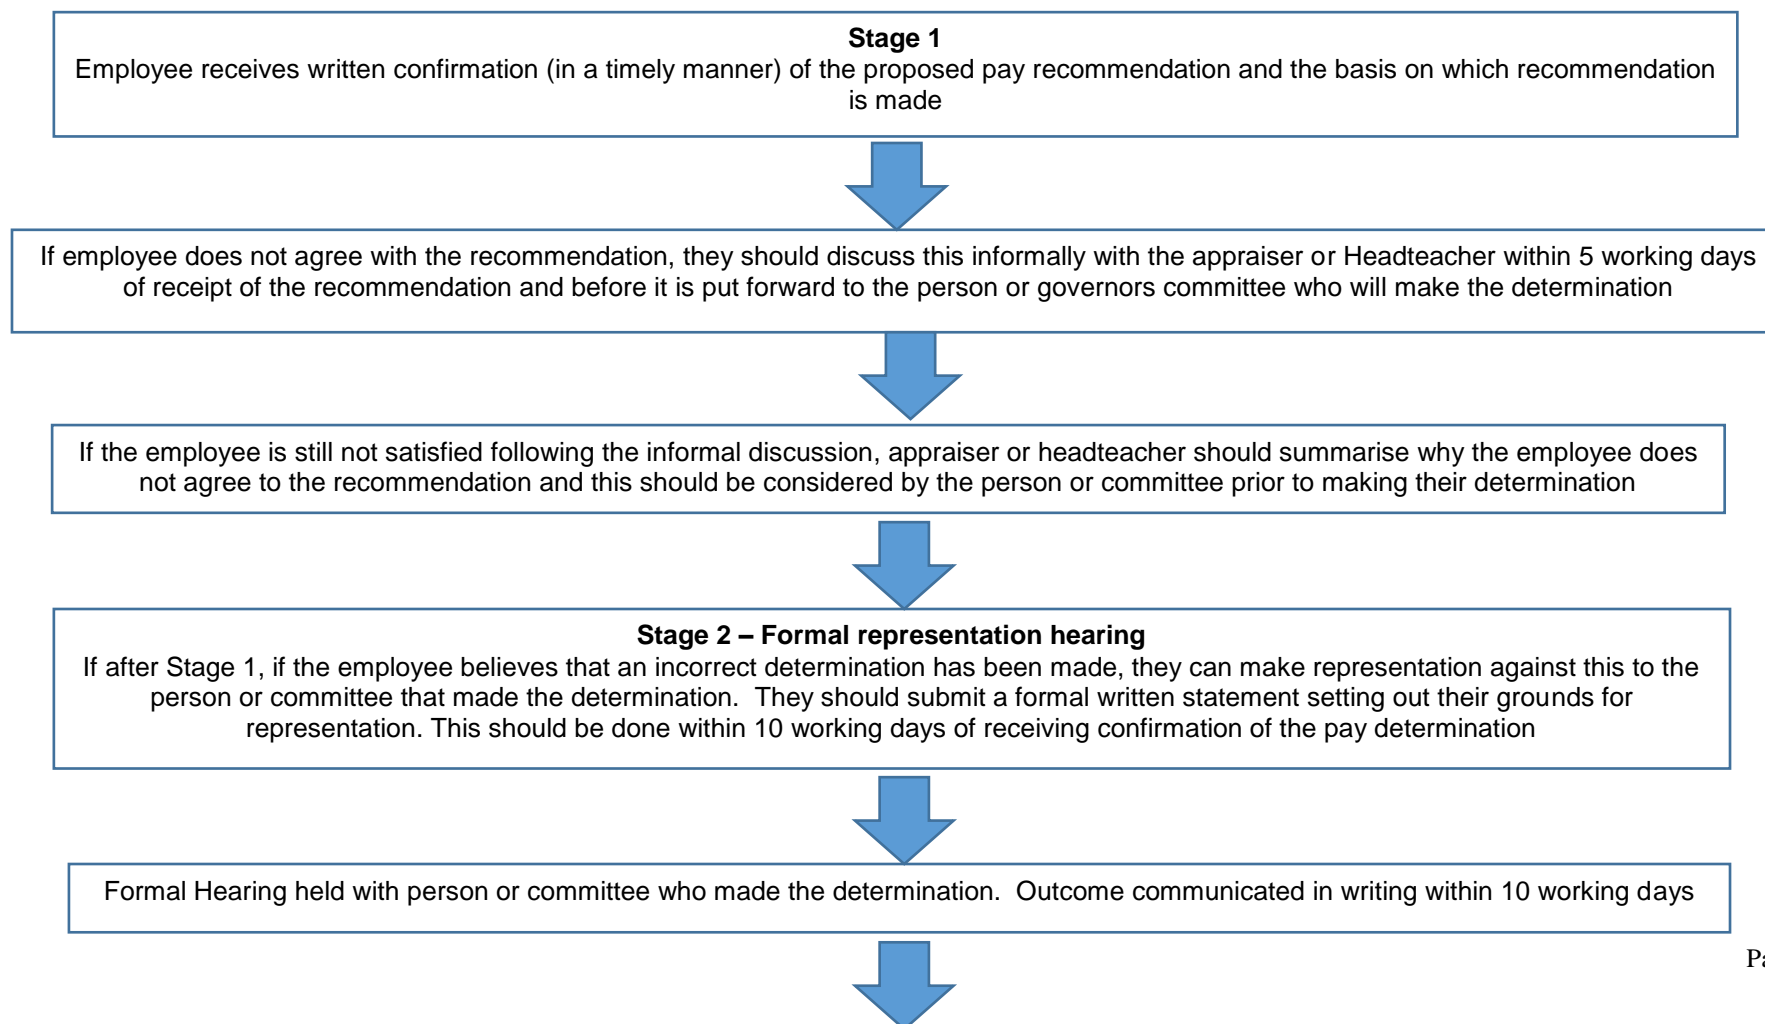 Stage 1
Employee receives written confirmation (in a timely manner) of the proposed pay recommendation and the basis on which recommendation
is made
If employee does not agree with the recommendation, they should discuss this informally with the appraiser or Headteacher within 5 working days
of receipt of the recommendation and before it is put forward to the person or governors committee who will make the determination
If the employee is still not satisfied following the informal discussion, appraiser or headteacher should summarise why the employee does
not agree to the recommendation and this should be considered by the person or committee prior to making their determination
Stage 2 – Formal representation hearing
If after Stage 1, if the employee believes that an incorrect determination has been made, they can make representation against this to the
person or committee that made the determination.  They should submit a formal written statement setting out their grounds for
representation. This should be done within 10 working days of receiving confirmation of the pay determination
Formal Hearing held with person or committee who made the determination.  Outcome communicated in writing within 10 working days
Pa